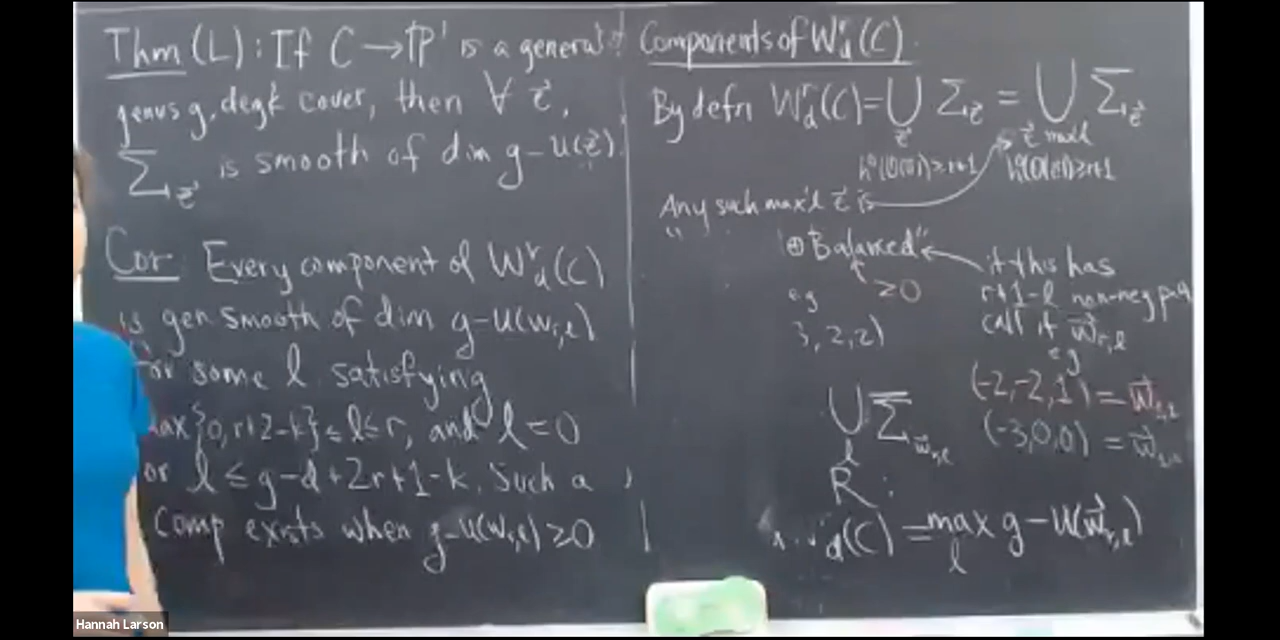 Thm (L): If C → P¹ is a general
genus g, deg k cover, then ∀ e⃗,
Σ_e⃗ is smooth of dim g - u(e⃗).
Cor: Every component of W^r_d(C)
is gen smooth of dim g - u(w_{r,l})
for some l satisfying
max{0, r+2-k} ≤ l ≤ r, and l = 0
or l ≤ g-d+2r+1-k. Such a
comp exists when g - u(w_{r,l}) ≥ 0
Components of W^r_d(C).
By defn W^r_d(C) = ∪ Σ_e⃗ = ∪ Σ_e⃗
e⃗ e⃗ max'l
h⁰(O(e⃗)) ≥ r+1 h⁰(O(e⃗)) ≥ r+1
Any such max'l e⃗ is
⊕ Balanced"
≥0
e.g
3, 2, 2)
if this has
r+1-l non-neg
call it w⃗_{r,l}
eg
(-2, -2, 1) = w⃗_{1,1}
(-3, 0, 0) = w⃗
∪ Σ_{w⃗_{r,l}}
l
R:
d(C) = max g - u(w⃗_{r,l})
l
Hannah Larson